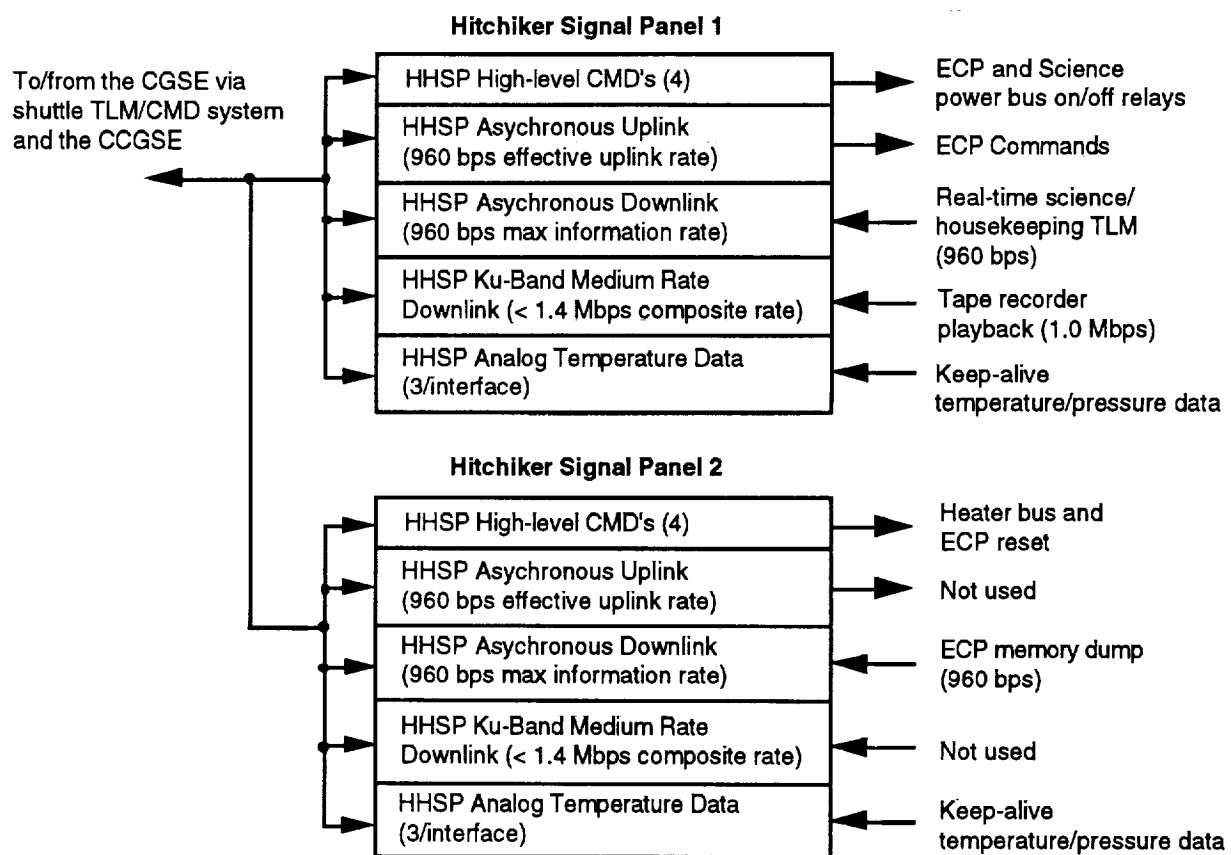 Hitchiker Signal Panel 1
To/from the CGSE via
shuttle TLM/CMD system
and the CCGSE
HHSP High-level CMD's (4)
ECP and Science
power bus on/off relays
HHSP Asychronous Uplink
(960 bps effective uplink rate)
ECP Commands
HHSP Asychronous Downlink
(960 bps max information rate)
Real-time science/
housekeeping TLM
(960 bps)
HHSP Ku-Band Medium Rate
Downlink (< 1.4 Mbps composite rate)
Tape recorder
playback (1.0 Mbps)
HHSP Analog Temperature Data
(3/interface)
Keep-alive
temperature/pressure data
Hitchiker Signal Panel 2
HHSP High-level CMD's (4)
Heater bus and
ECP reset
HHSP Asychronous Uplink
(960 bps effective uplink rate)
Not used
HHSP Asychronous Downlink
(960 bps max information rate)
ECP memory dump
(960 bps)
HHSP Ku-Band Medium Rate
Downlink (< 1.4 Mbps composite rate)
Not used
HHSP Analog Temperature Data
(3/interface)
Keep-alive
temperature/pressure data